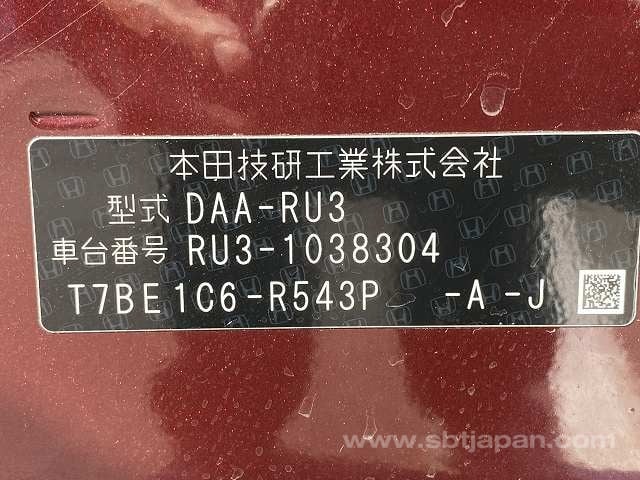 本田技研工業株式会社
型式 DAA-RU3
車台番号 RU3-1038304
T7BE1C6-R543P -A-J
www.sbtjapan.com